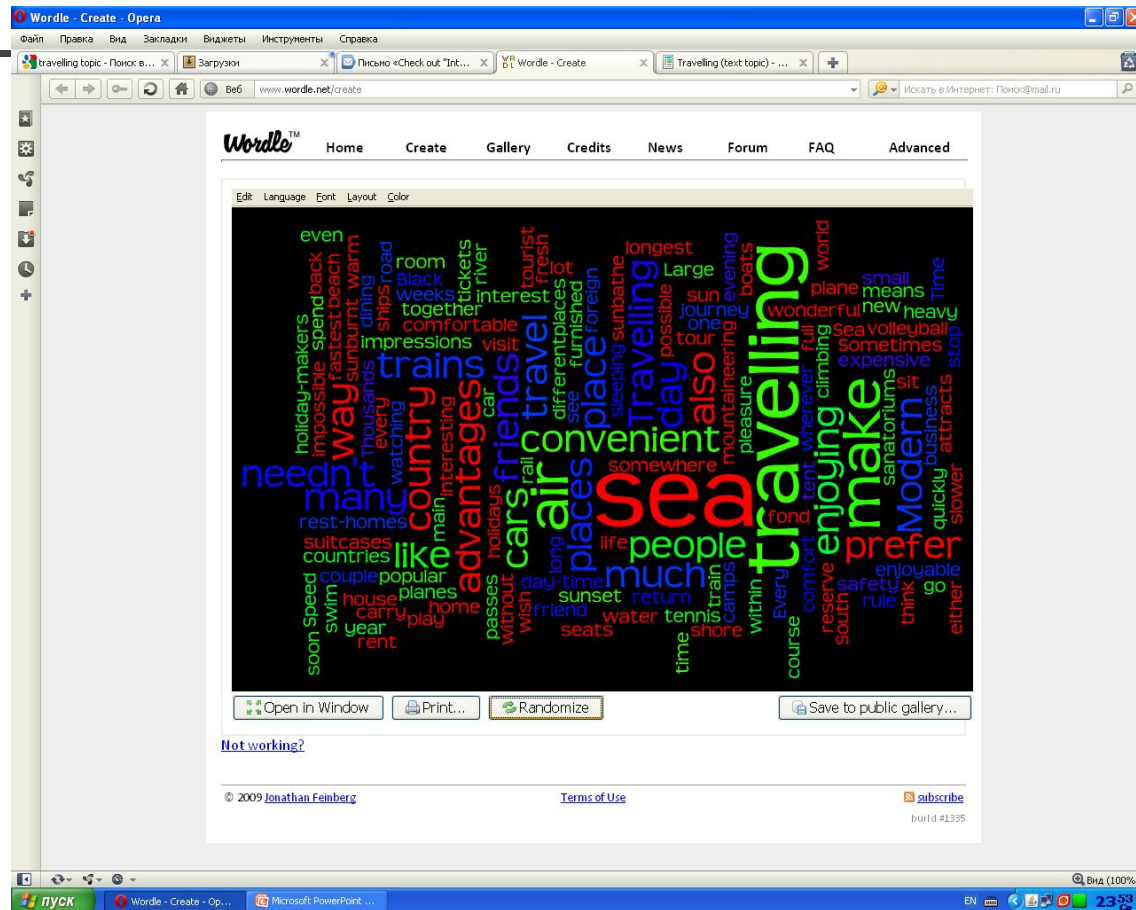 Wordle - Create - Opera
Файл Правка Вид Закладки Виджеты Инструменты Справка
travelling topic - Поиск в... Загрузки Письмо «Check out "Int... Wordle - Create Travelling (text topic) - ...
Веб www.wordle.net/create Искать в Интернет: Поиск@mail.ru
Wordle™ Home Create Gallery Credits News Forum FAQ Advanced
Edit Language Font Layout Color
even
holiday-makers
impossible
spend
back
fastest
beach
sunburnt
warm
way
Thousands
dining
ships
road
every
watching
room
Black
weeks
together
tickets
river
comfortable
impressions
visit
trains
interest
tourist
fresh
lot
country
interesting
main
advantages
car
holidays
friends
rail
cars
travel
air
differentplaces
see
furnished
foreign
place
places
sleeping
sunbathe
longest
Travelling
possible
Large
day
sun
journey
one
tour
also
evening
boats
mountaineering
pleasure
travelling
wonderful
world
plane
small
means
new
heavy
Time
full
Sea
volleyball
Sometimes
expensive
stop
climbing
wherever
tent
enjoying
make
sit
sanatoriums
Modern
business
attracts
quickly
slower
needn't
many
convenient
somewhere
sea
fond
prefer
rest-homes
suitcases
countries
like
life
people
much
long
couple
popular
planes
house
carry
play
home
year
rent
swim
Speed
soon
passes
without
wish
day-time
sunset
friend
return
water
tennis
seats
shore
time
train
camps
within
Every
course
comfort
reserve
south
safety
rule
enjoyable
think
go
either
Open in Window Print... Randomize Save to public gallery...
Not working?
© 2009 Jonathan Feinberg Terms of Use subscribe
build #1335
Вид (100%
пуск Wordle - Create - Op... Microsoft PowerPoint ... EN 23